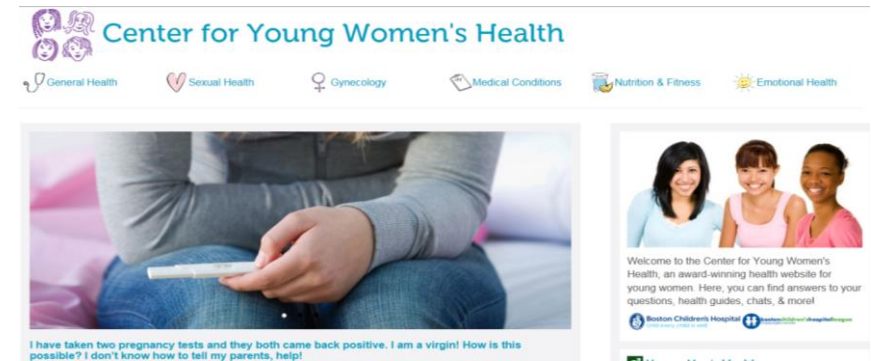 Center for Young Women's Health
General Health
Sexual Health
Gynecology
Medical Conditions
Nutrition & Fitness
Emotional Health
I have taken two pregnancy tests and they both came back positive. I am a virgin! How is this
possible? I don't know how to tell my parents, help!
Welcome to the Center for Young Women's
Health, an award-winning health website for
young women. Here, you can find answers to your
questions, health guides, chats, & more!
Boston Children's Hospital